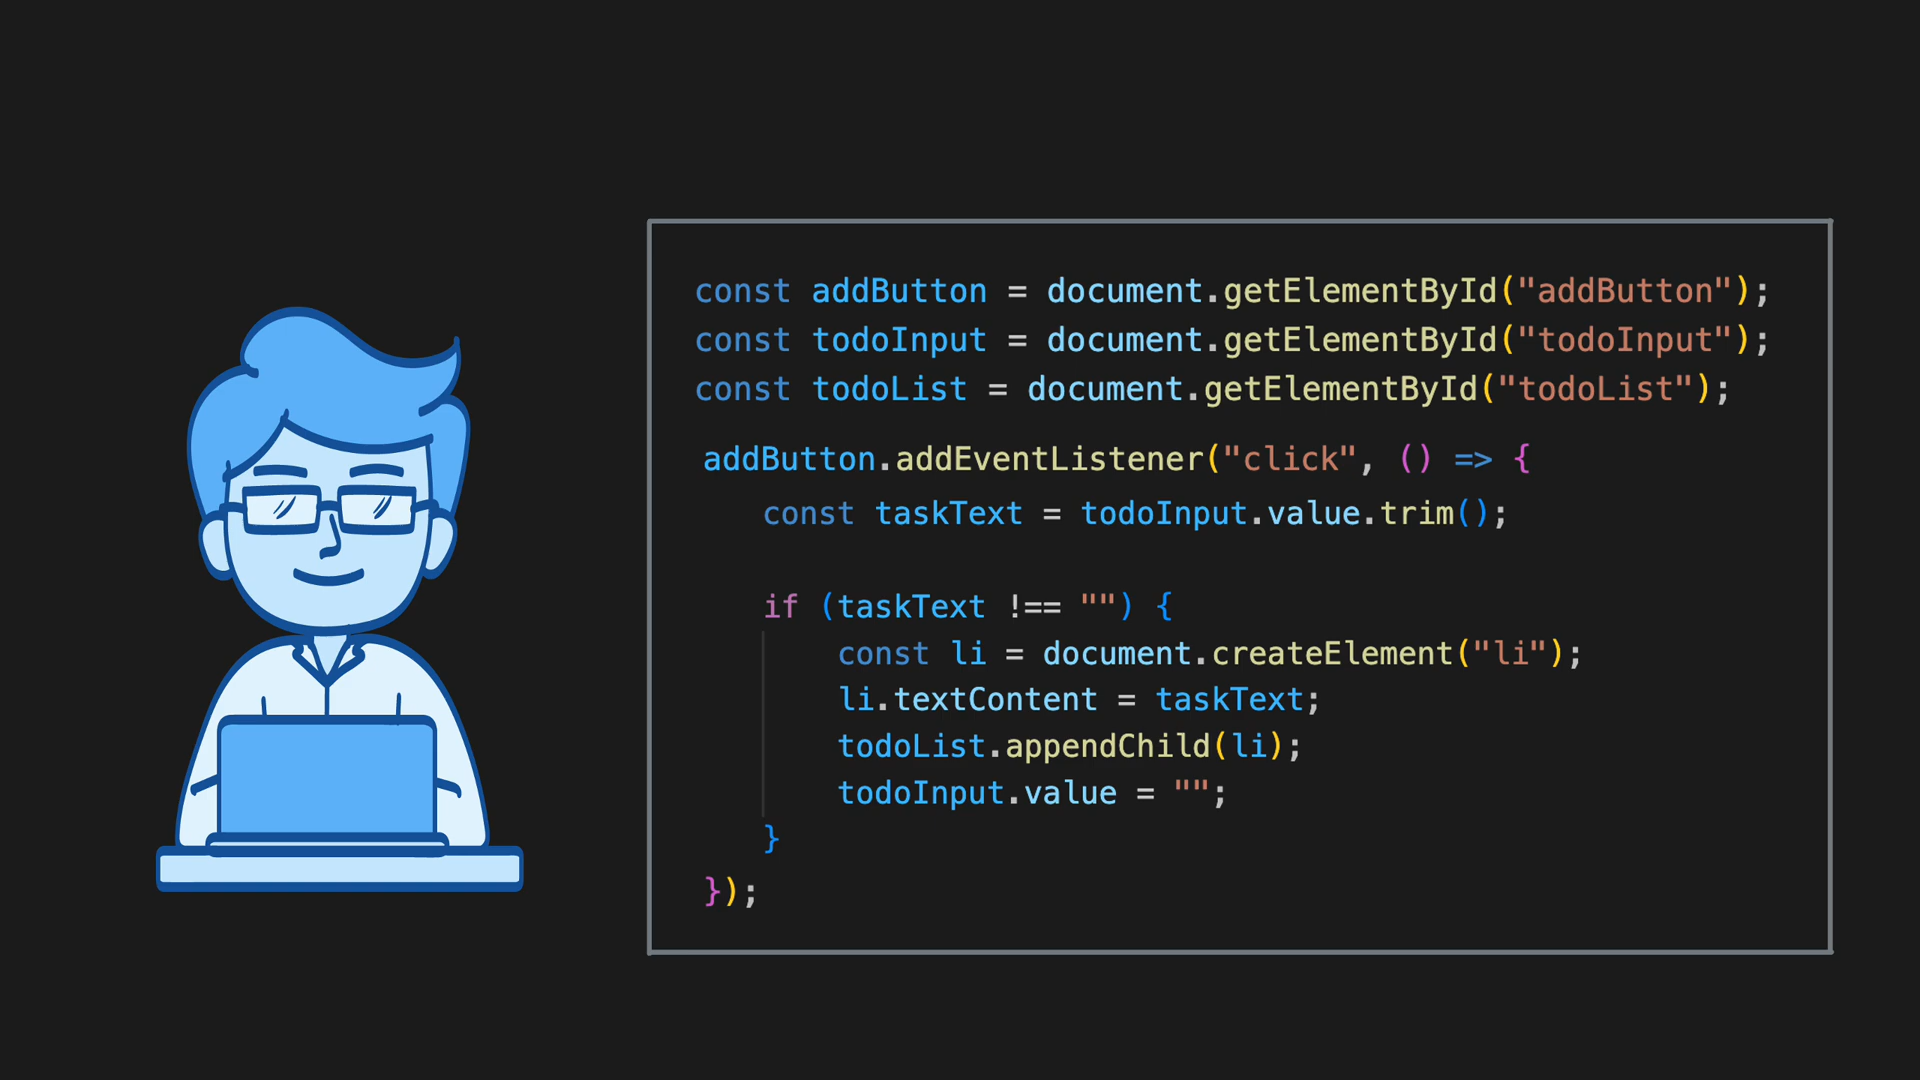 const addButton = document.getElementById("addButton");
const todoInput = document.getElementById("todoInput");
const todoList = document.getElementById("todoList");
addButton.addEventListener("click", () => {
const taskText = todoInput.value.trim();
if (taskText !== "") {
const li = document.createElement("li");
li.textContent = taskText;
todoList.appendChild(li);
todoInput.value = "";
}
});